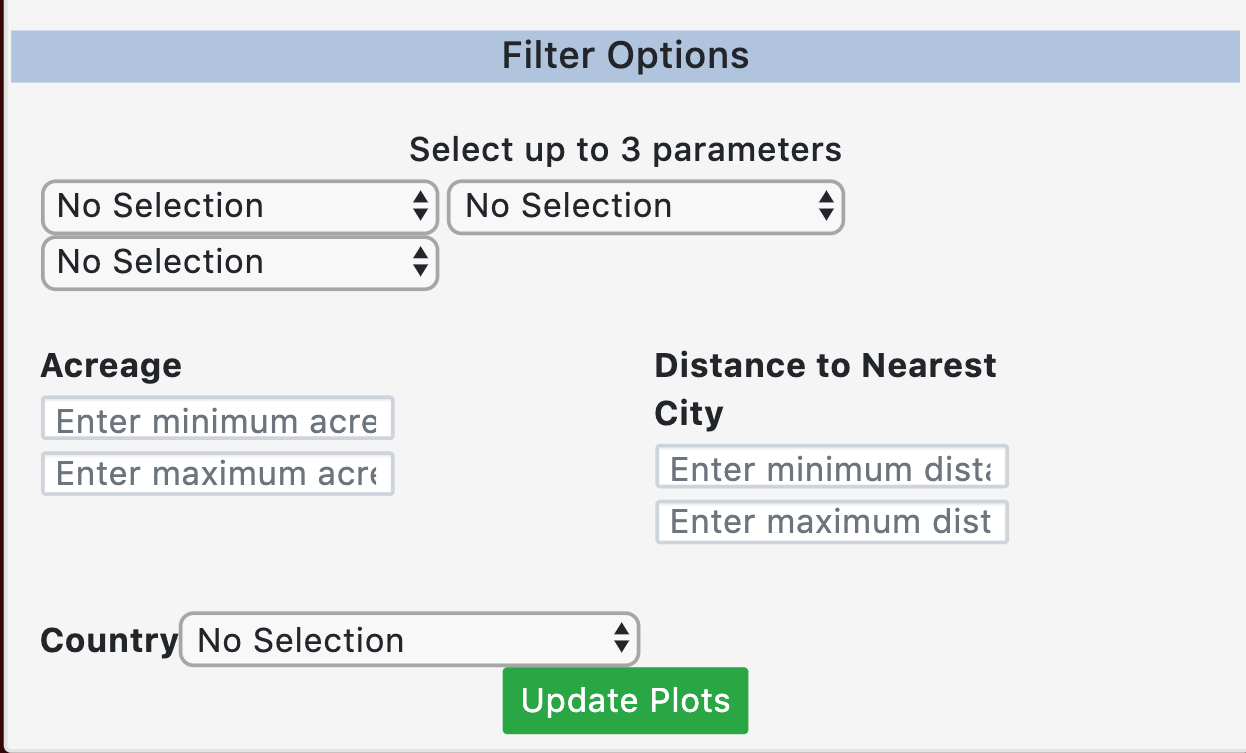 Filter Options
Select up to 3 parameters
No Selection No Selection
No Selection
Acreage
Distance to Nearest
City
Enter minimum acre
Enter maximum acre
Enter minimum dista
Enter maximum dist
Country No Selection
Update Plots